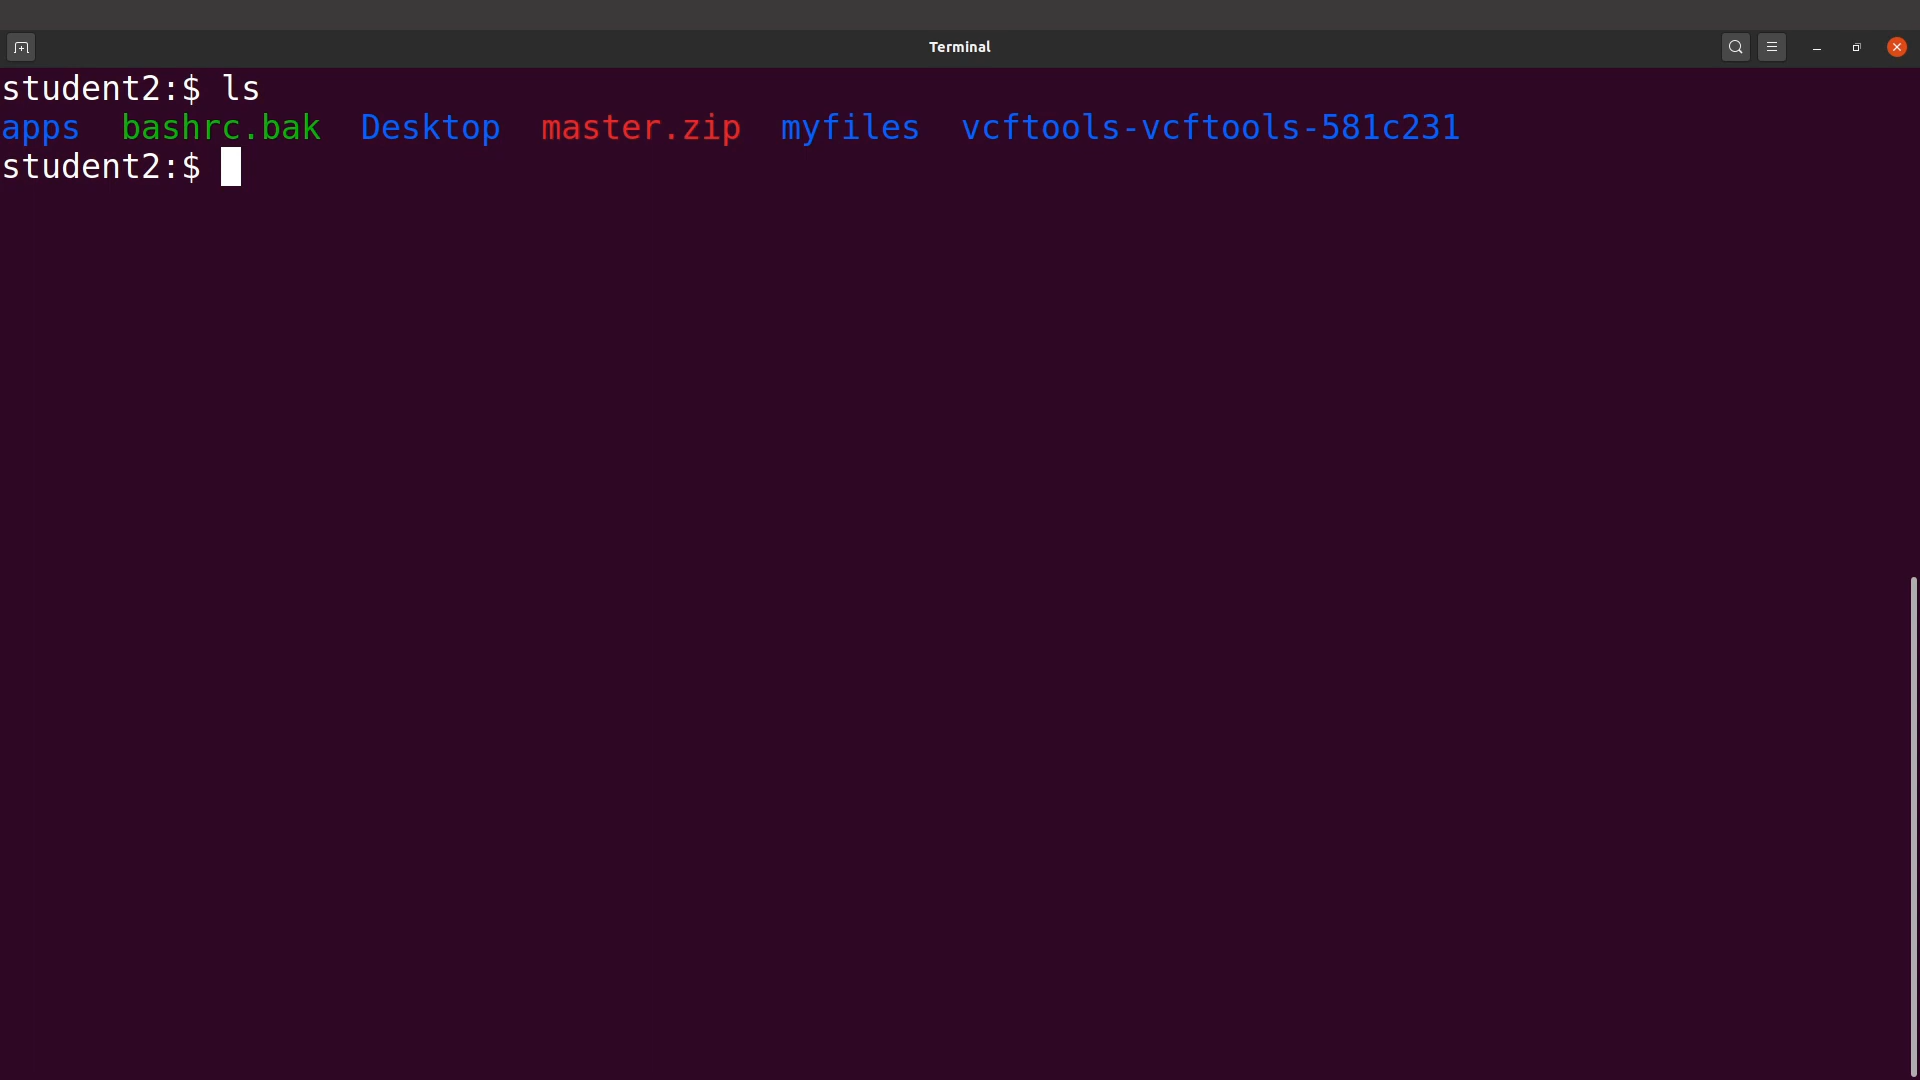 Terminal
student2:$ ls
apps  bashrc.bak  Desktop  master.zip  myfiles  vcftools-vcftools-581c231
student2:$